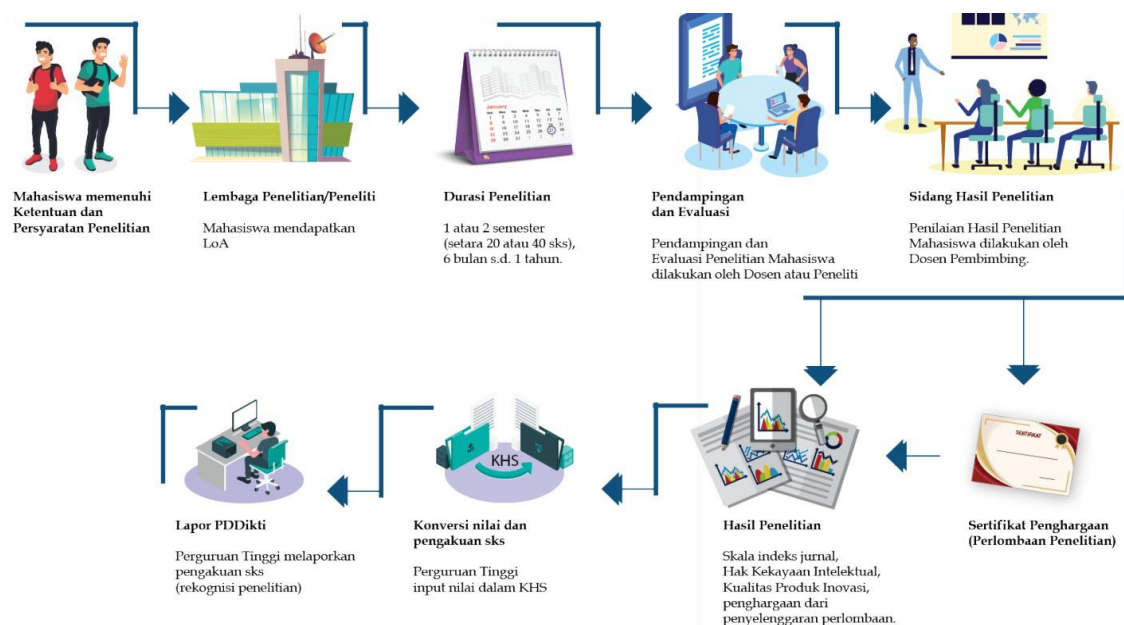 Mahasiswa memenuhi
Ketentuan dan
Persyaratan Penelitian
Lembaga Penelitian/Peneliti
Mahasiswa mendapatkan
LoA
January
Durasi Penelitian
1 atau 2 semester
(setara 20 atau 40 sks),
6 bulan s.d. 1 tahun.
Pendampingan
dan Evaluasi
Pendampingan dan
Evaluasi Penelitian Mahasiswa
dilakukan oleh Dosen atau Peneliti
Sidang Hasil Penelitian
Penilaian Hasil Penelitian
Mahasiswa dilakukan oleh
Dosen Pembimbing.
Lapor PDDikti
Perguruan Tinggi melaporkan
pengakuan sks
(rekognisi penelitian)
KHS
Konversi nilai dan
pengakuan sks
Perguruan Tinggi
input nilai dalam KHS
Hasil Penelitian
Skala indeks jurnal,
Hak Kekayaan Intelektual,
Kualitas Produk Inovasi,
penghargaan dari
penyelenggaran perlombaan.
SERTIFIKAT
Sertifikat Penghargaan
(Perlombaan Penelitian)